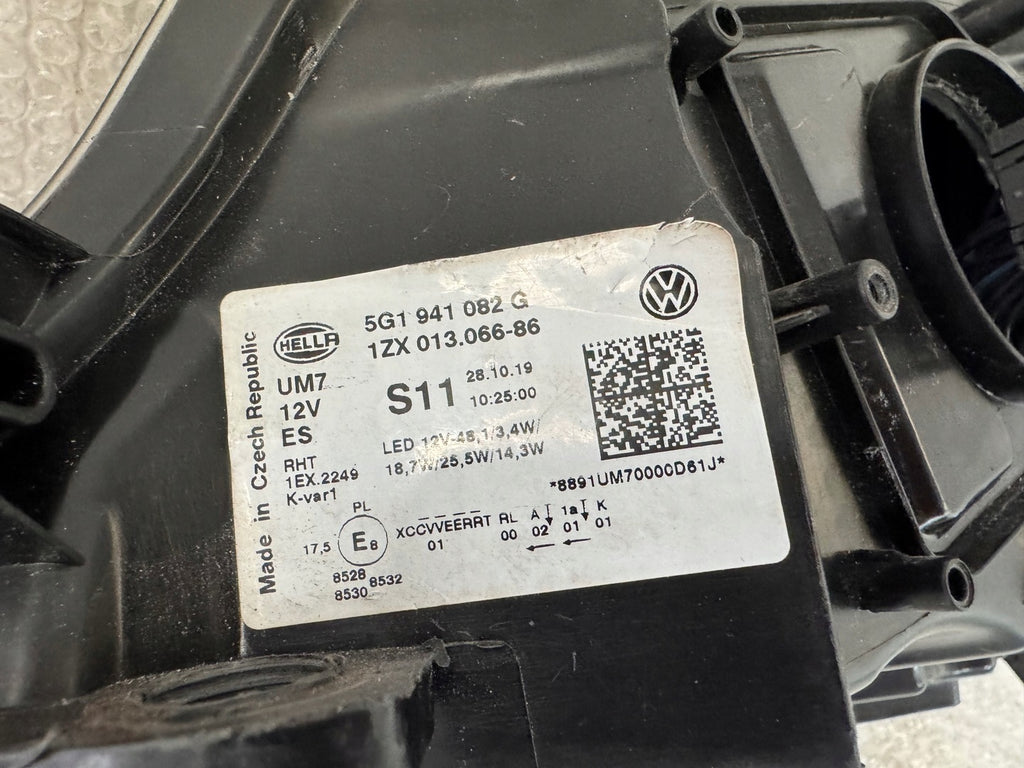 Made in Czech Republic
HELLA
5G1 941 082 G
1ZX 013.066-86
UM7
12V
ES
S11
28.10.19
10:25:00
RHT
1EX.2249
K-var1
LED 12V-48,1/3,4W/
18,7W/25,5W/14,3W
*8891UM70000D61J*
PL
17,5 E8
XCCVVEERRT RL A 1a K
01 00 02 01 01
8528
8530 8532